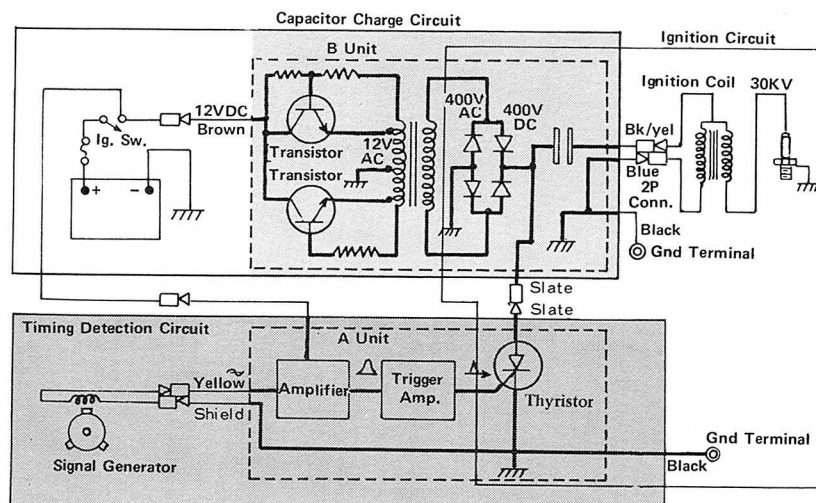 Capacitor Charge Circuit
Ignition Circuit
B Unit
Ignition Coil
30KV
12VDC
Brown
Ig. Sw.
Transistor
Transistor
12V
AC
400V
AC
400V
DC
Bk/yel
Blue
2P
Conn.
Black
Gnd Terminal
+
-
Slate
Slate
Timing Detection Circuit
A Unit
Yellow
~
Shield
Amplifier
Trigger
Amp.
Thyristor
Signal Generator
Black
Gnd Terminal